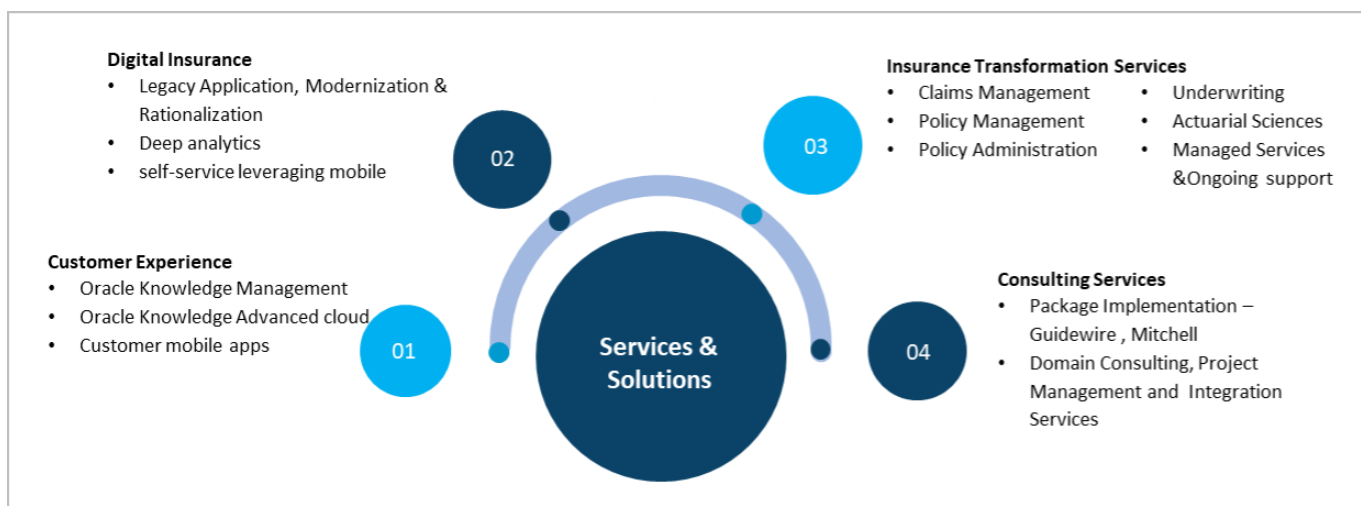 Digital Insurance
• Legacy Application, Modernization &
Rationalization
• Deep analytics
• self-service leveraging mobile
02
Customer Experience
• Oracle Knowledge Management
• Oracle Knowledge Advanced cloud
• Customer mobile apps
01
Services &
Solutions
03
Insurance Transformation Services
• Claims Management
• Policy Management
• Policy Administration
• Underwriting
• Actuarial Sciences
• Managed Services
&Ongoing support
04
Consulting Services
• Package Implementation –
Guidewire , Mitchell
• Domain Consulting, Project
Management and Integration
Services